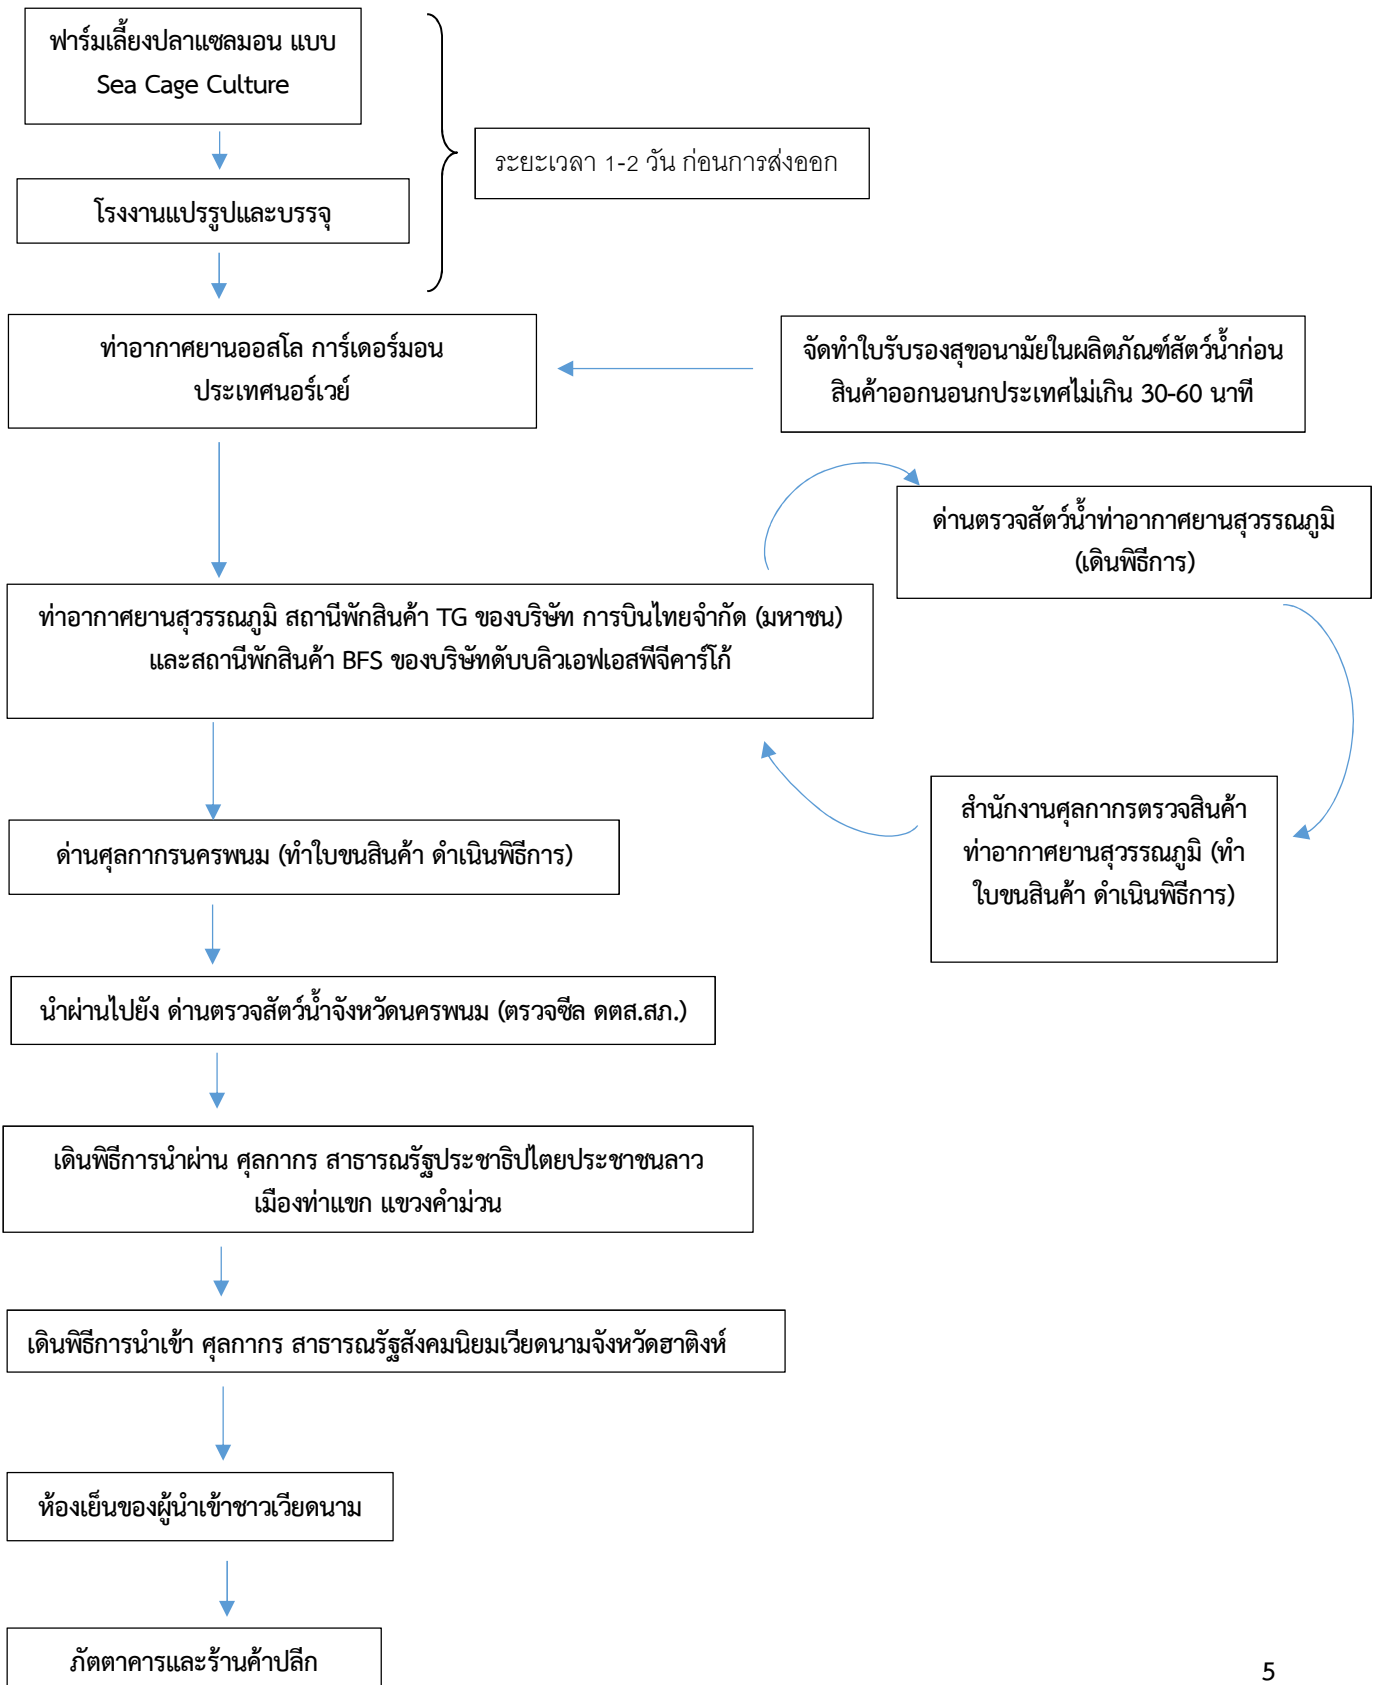 ฟาร์มเลี้ยงปลาแซลมอน แบบ
Sea Cage Culture
ระยะเวลา 1-2 วัน ก่อนการส่งออก
โรงงานแปรรูปและบรรจุ
ท่าอากาศยานออสโล การ์เดอร์มอน
ประเทศนอร์เวย์
จัดทำใบรับรองสุขอนามัยในผลิตภัณฑ์สัตว์น้ำก่อน
สินค้าออกนอนกประเทศไม่เกิน 30-60 นาที
ด่านตรวจสัตว์น้ำท่าอากาศยานสุวรรณภูมิ
(เดินพิธีการ)
ท่าอากาศยานสุวรรณภูมิ สถานีพักสินค้า TG ของบริษัท การบินไทยจำกัด (มหาชน)
และสถานีพักสินค้า BFS ของบริษัทดับบลิวเอฟเอสพีจีคาร์โก้
สำนักงานศุลกากรตรวจสินค้า
ท่าอากาศยานสุวรรณภูมิ (ทำ
ใบขนสินค้า ดำเนินพิธีการ)
ด่านศุลกากรนครพนม (ทำใบขนสินค้า ดำเนินพิธีการ)
นำผ่านไปยัง ด่านตรวจสัตว์น้ำจังหวัดนครพนม (ตรวจซีล ดตส.สภ.)
เดินพิธีการนำผ่าน ศุลกากร สาธารณรัฐประชาธิปไตยประชาชนลาว
เมืองท่าแขก แขวงคำม่วน
เดินพิธีการนำเข้า ศุลกากร สาธารณรัฐสังคมนิยมเวียดนามจังหวัดฮาติงห์
ห้องเย็นของผู้นำเข้าชาวเวียดนาม
ภัตตาคารและร้านค้าปลีก
5